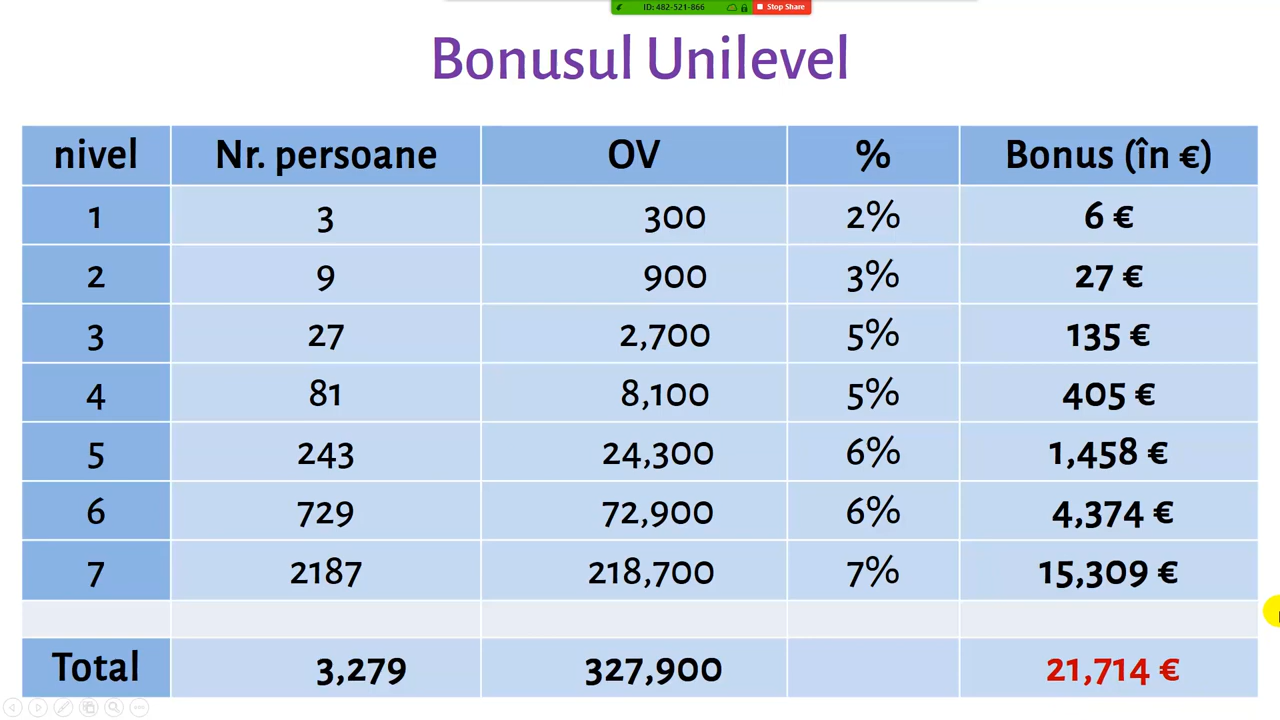 ID: 482-521-866 Stop Share
Bonusul Unilevel
nivel Nr. persoane OV % Bonus (în €)
1 3 300 2% 6 €
2 9 900 3% 27 €
3 27 2,700 5% 135 €
4 81 8,100 5% 405 €
5 243 24,300 6% 1,458 €
6 729 72,900 6% 4,374 €
7 2187 218,700 7% 15,309 €
Total 3,279 327,900 21,714 €